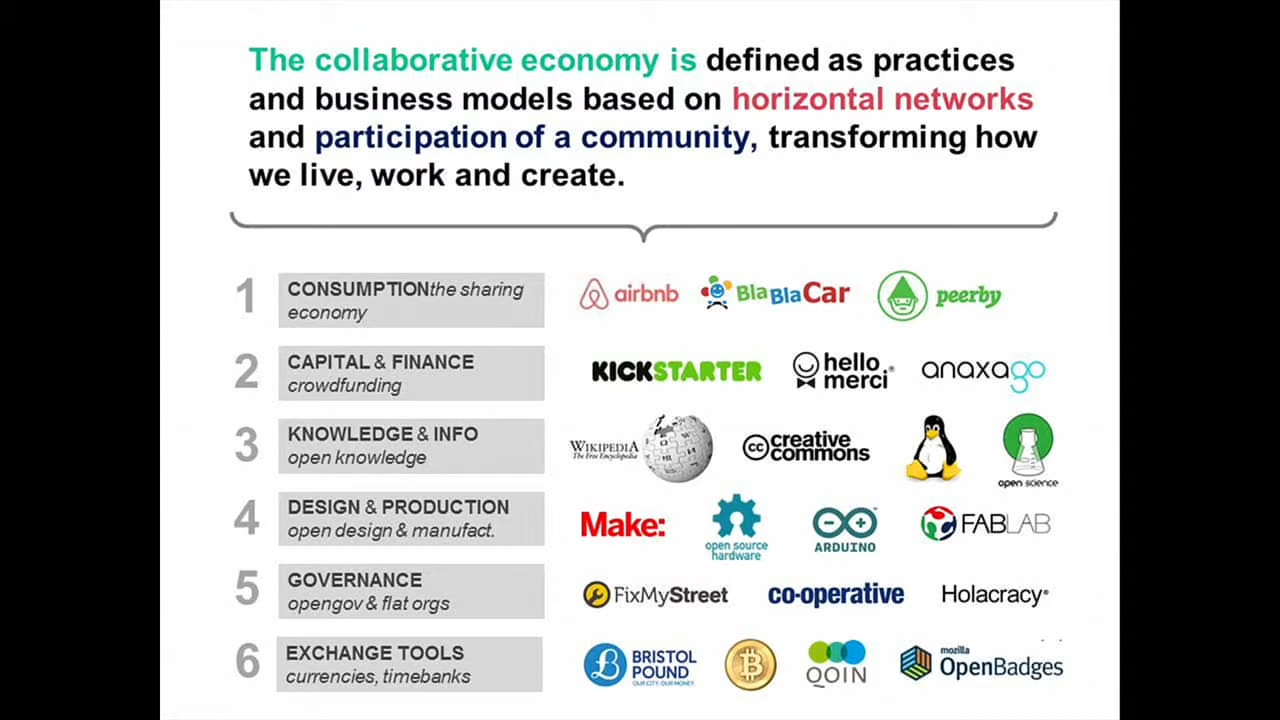 The collaborative economy is defined as practices
and business models based on horizontal networks
and participation of a community, transforming how
we live, work and create.
1 CONSUMPTIONthe sharing
economy
airbnb BlaBlaCar peerby
2 CAPITAL & FINANCE
crowdfunding
KICKSTARTER hello
merci® anaxago
3 KNOWLEDGE & INFO
open knowledge
WIKIPEDIA
The Free Encyclopedia
cc creative
commons
open science
4 DESIGN & PRODUCTION
open design & manufact.
Make: open source
hardware
ARDUINO
FABLAB
5 GOVERNANCE
opengov & flat orgs
FixMyStreet co-operative Holacracy®
6 EXCHANGE TOOLS
currencies, timebanks
BRISTOL
POUND
OUR CITY. OUR MONEY.
QOIN
mozilla
OpenBadges